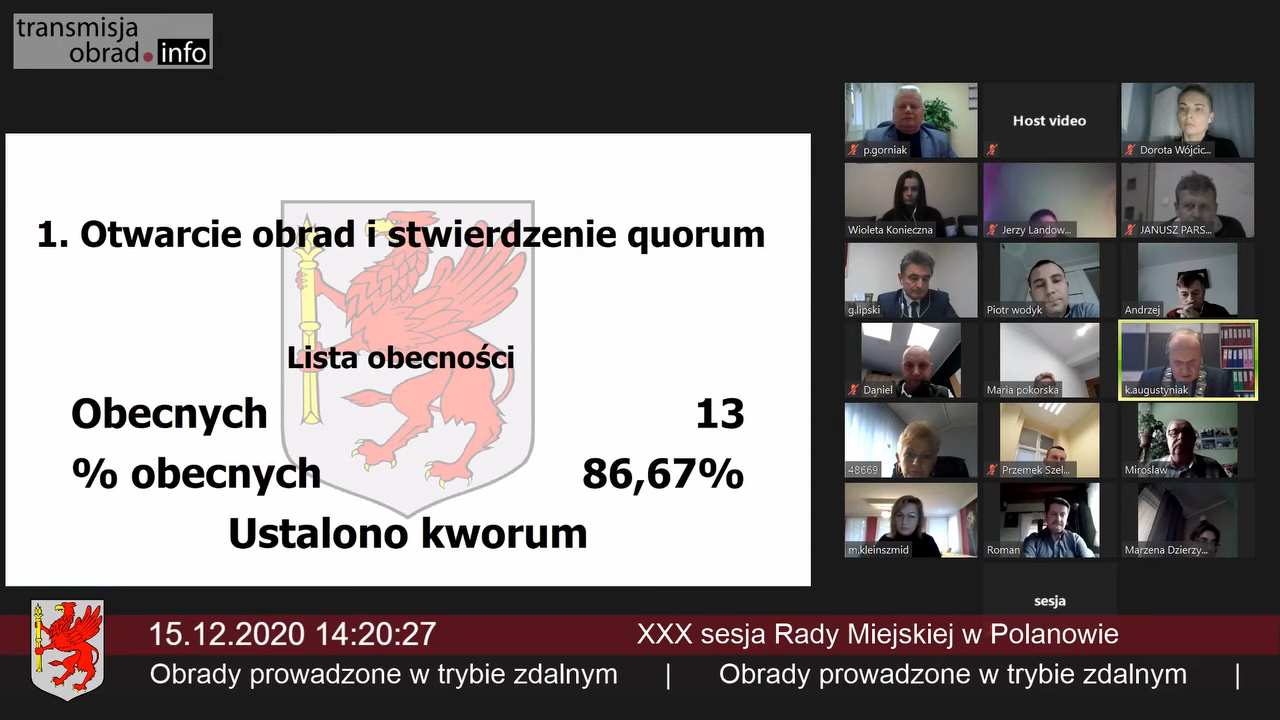 transmisja
obrad.info
1. Otwarcie obrad i stwierdzenie quorum
Lista obecności
Obecnych 13
% obecnych 86,67%
Ustalono kworum
p.gorniak
Host video
Dorota Wójcic...
Wioleta Konieczna
Jerzy Landow...
JANUSZ PARS...
g.lipski
Piotr wodyk
Andrzej
Daniel
Maria pokorska
k.augustyniak
48669
Przemek Szel...
Miroslaw
m.kleinszmid
Roman
Marzena Dzierzy...
sesja
15.12.2020 14:20:27 XXX sesja Rady Miejskiej w Polanowie
Obrady prowadzone w trybie zdalnym | Obrady prowadzone w trybie zdalnym |